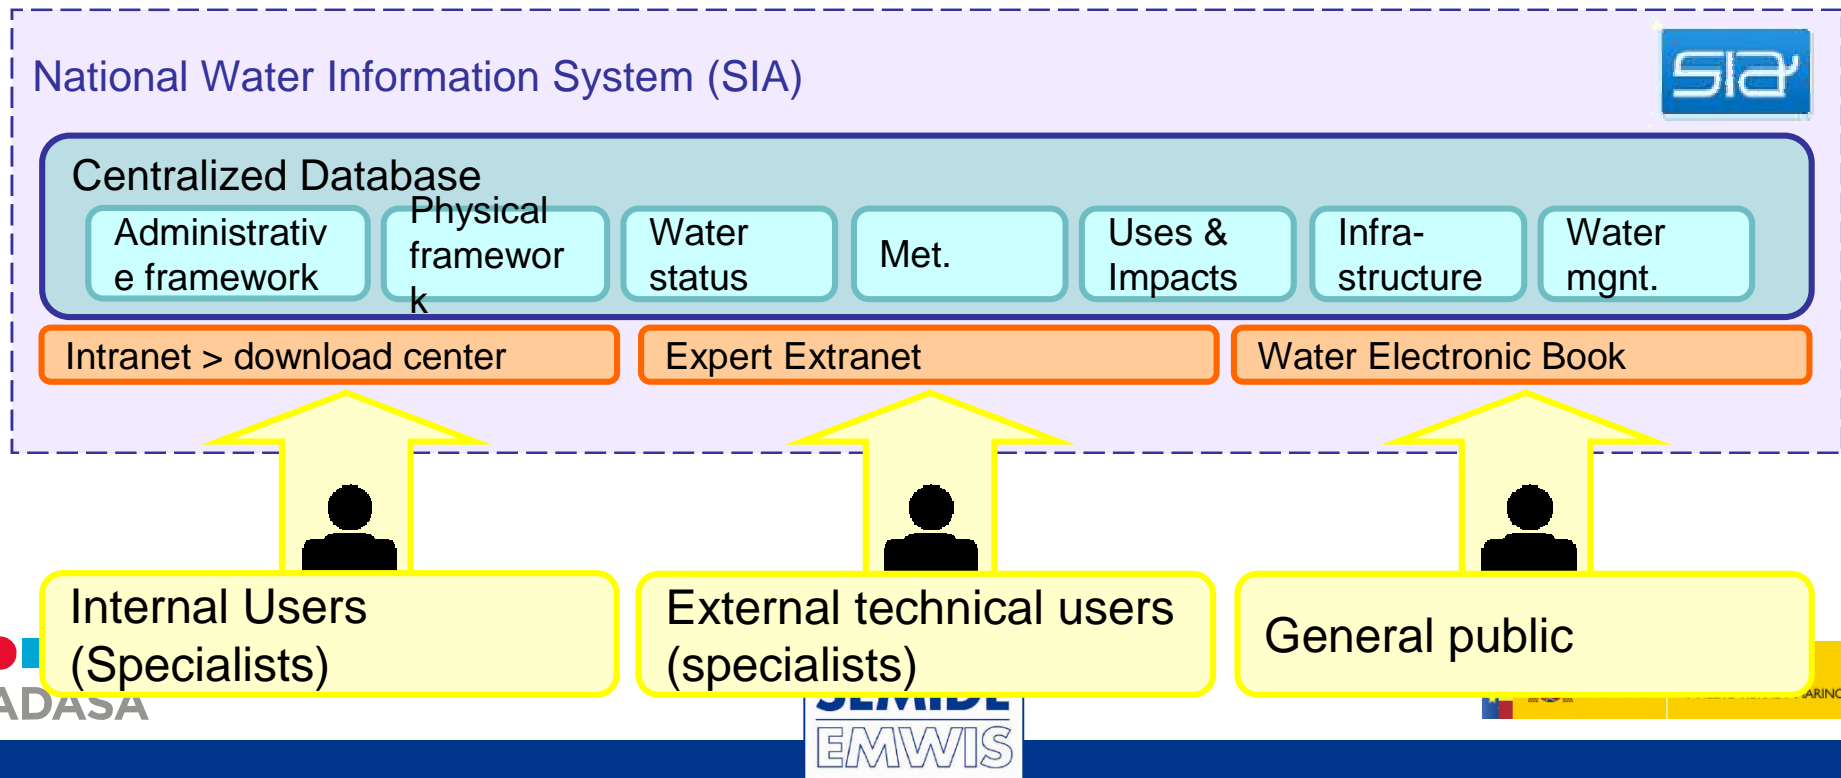 National Water Information System (SIA)
sia
Centralized Database
Administrativ
e framework
Physical
framewor
k
Water
status
Met.
Uses &
Impacts
Infra-
structure
Water
mgnt.
Intranet > download center
Expert Extranet
Water Electronic Book
Internal Users
(Specialists)
External technical users
(specialists)
General public
ADASA
SEMIDE
EMWIS